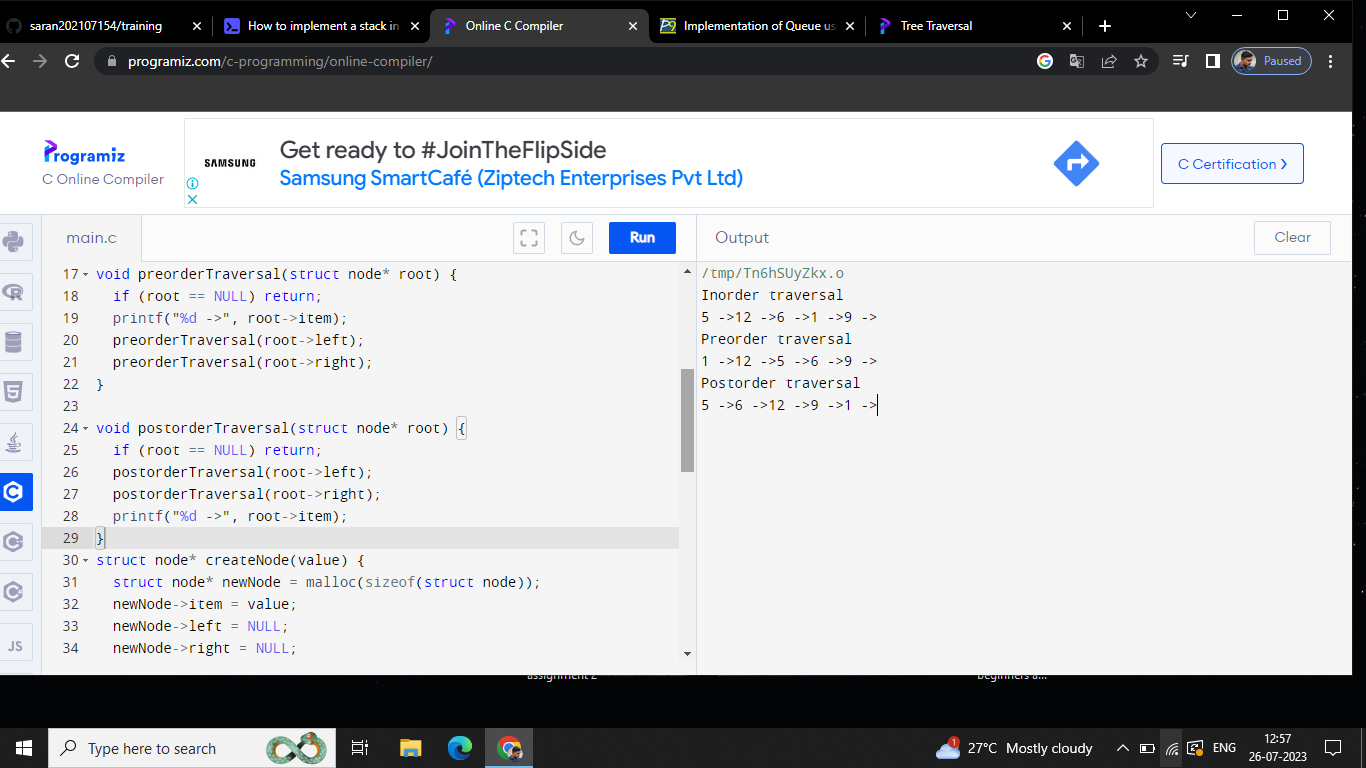 saran202107154/training
How to implement a stack in
Online C Compiler
Implementation of Queue us
Tree Traversal
programiz.com/c-programming/online-compiler/
Paused
Programiz
C Online Compiler
SAMSUNG
Get ready to #JoinTheFlipSide
Samsung SmartCafé (Ziptech Enterprises Pvt Ltd)
C Certification
main.c
Run
Output
Clear
17 void preorderTraversal(struct node* root) {
18 if (root == NULL) return;
19 printf("%d ->", root->item);
20 preorderTraversal(root->left);
21 preorderTraversal(root->right);
22 }
23
24 void postorderTraversal(struct node* root) {
25 if (root == NULL) return;
26 postorderTraversal(root->left);
27 postorderTraversal(root->right);
28 printf("%d ->", root->item);
29 }
30 struct node* createNode(value) {
31 struct node* newNode = malloc(sizeof(struct node));
32 newNode->item = value;
33 newNode->left = NULL;
34 newNode->right = NULL;
/tmp/Tn6hSUyZkx.o
Inorder traversal
5 ->12 ->6 ->1 ->9 ->
Preorder traversal
1 ->12 ->5 ->6 ->9 ->
Postorder traversal
5 ->6 ->12 ->9 ->1 ->
JS
assignment 2
beginners a...
Type here to search
1
27°C Mostly cloudy
ENG
12:57
26-07-2023